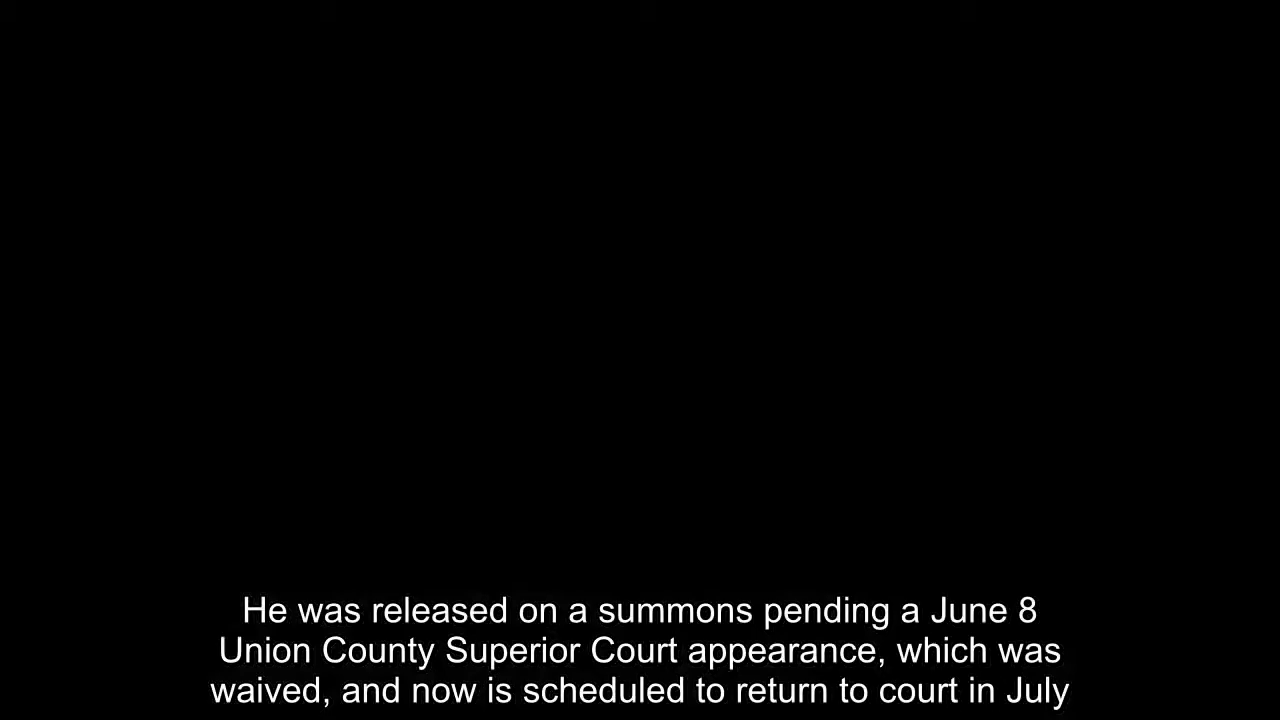 He was released on a summons pending a June 8
Union County Superior Court appearance, which was
waived, and now is scheduled to return to court in July